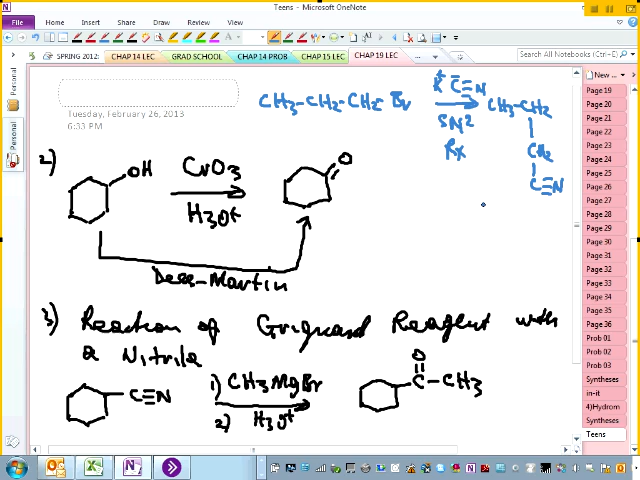 Teens - Microsoft OneNote
File Home Insert Share Draw Review View
Personal SPRING 2012: CHAP 14 LEC GRAD SCHOOL CHAP 14 PROB CHAP 15 LEC CHAP 19 LEC ... Search All Notebooks (Ctrl+E)
New ...
Page 19
Page 20
Page 21
Page 22
Page 23
Page 24
Page 25
Page 26
Page 27
Page 28
Page 29
Page 30
Page 31
Page 32
Page 33
Page 34
Page 35
Page 36
Prob 01
Prob 02
Prob 03
Syntheses
in-it
4)Hydrom
Syntheses
Teens
Personal
Tuesday, February 26, 2013
6:33 PM
CH3-CH2-CH2-Br
K+ C≡N
SN2
Rx
CH3-CH2
CH2
C≡N
2)
OH
CrO3
H3O+
O
Dess-Martin
3) Reaction of Grignard Reagent with
a Nitrile
C≡N
1) CH3MgBr
2) H3O+
O
C-CH3